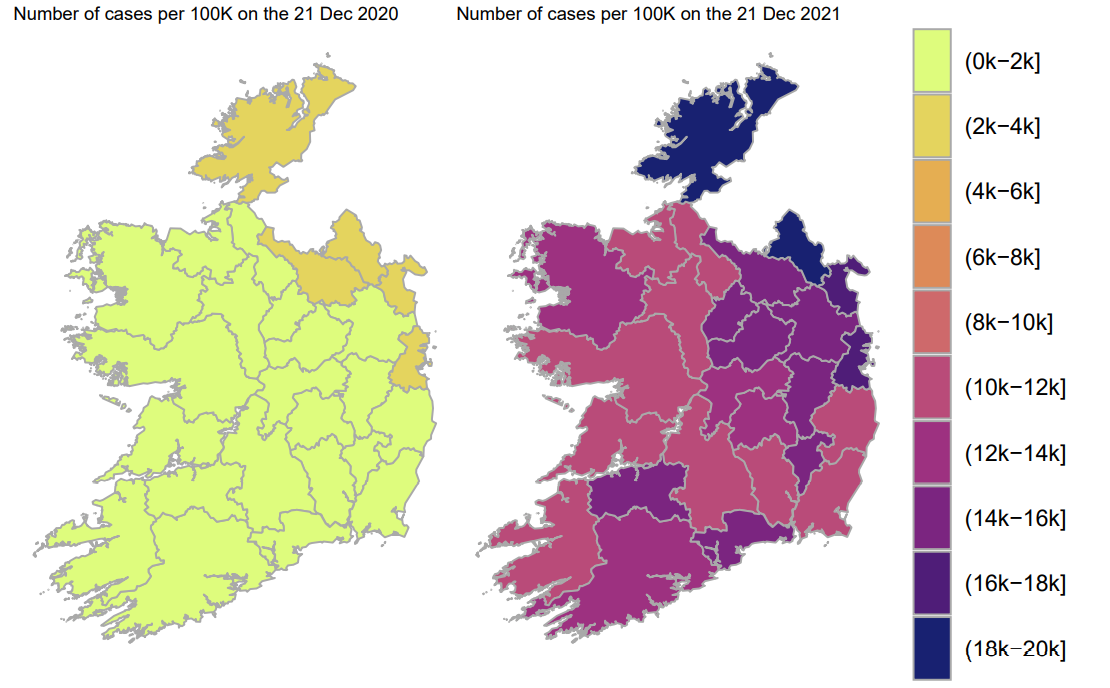 Number of cases per 100K on the 21 Dec 2020
Number of cases per 100K on the 21 Dec 2021
(0k−2k]
(2k−4k]
(4k−6k]
(6k−8k]
(8k−10k]
(10k−12k]
(12k−14k]
(14k−16k]
(16k−18k]
(18k−20k]